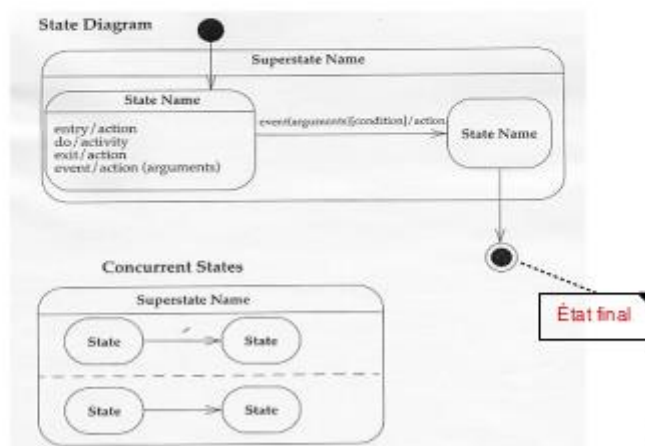 State Diagram
Superstate Name
State Name
entry/action
do/activity
exit/action
event/action (arguments)
event(arguments)[condition]/action
State Name
État final
Concurrent States
Superstate Name
State
State
State
State